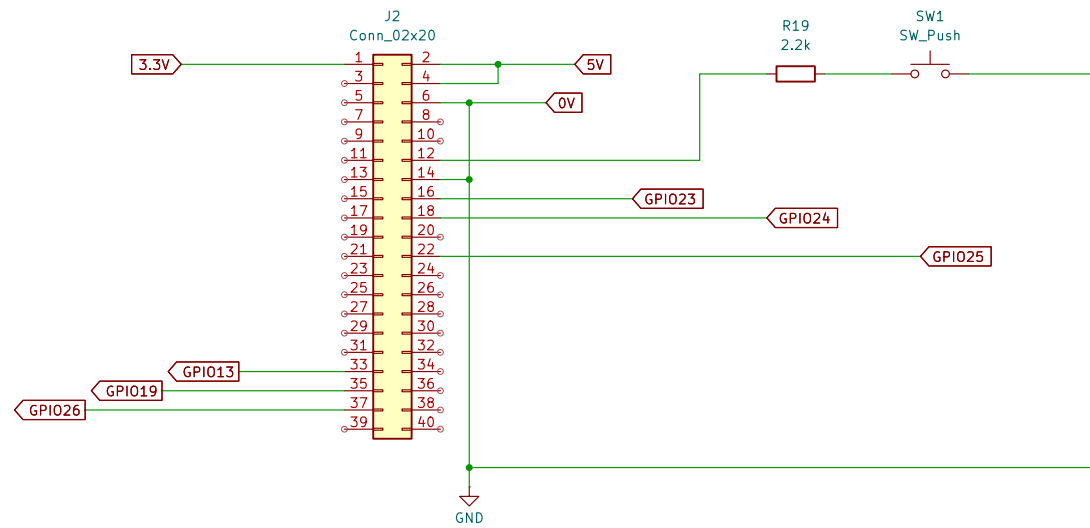 J2
Conn_02x20
R19
2.2k
SW1
SW_Push
3.3V
1 2
5V
3 4
5 6
0V
7 8
9 10
11 12
13 14
15 16
GPIO23
17 18
GPIO24
19 20
21 22
GPIO25
23 24
25 26
27 28
29 30
31 32
GPIO13
33 34
GPIO19
35 36
GPIO26
37 38
39 40
GND